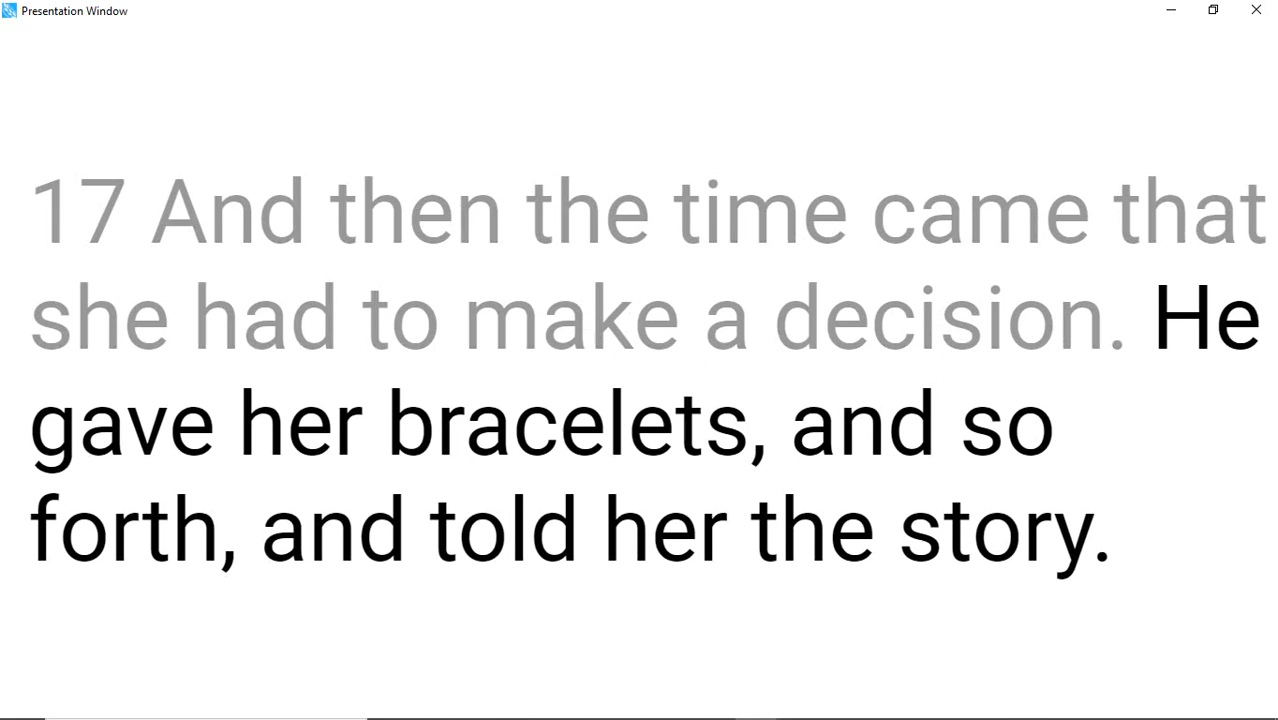 Presentation Window
17 And then the time came that
she had to make a decision. He
gave her bracelets, and so
forth, and told her the story.